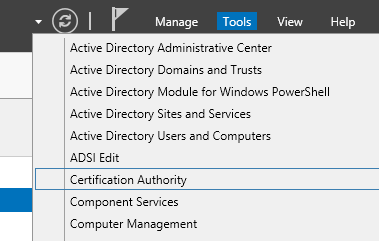 Manage Tools View Help
Active Directory Administrative Center
Active Directory Domains and Trusts
Active Directory Module for Windows PowerShell
Active Directory Sites and Services
Active Directory Users and Computers
ADSI Edit
Certification Authority
Component Services
Computer Management